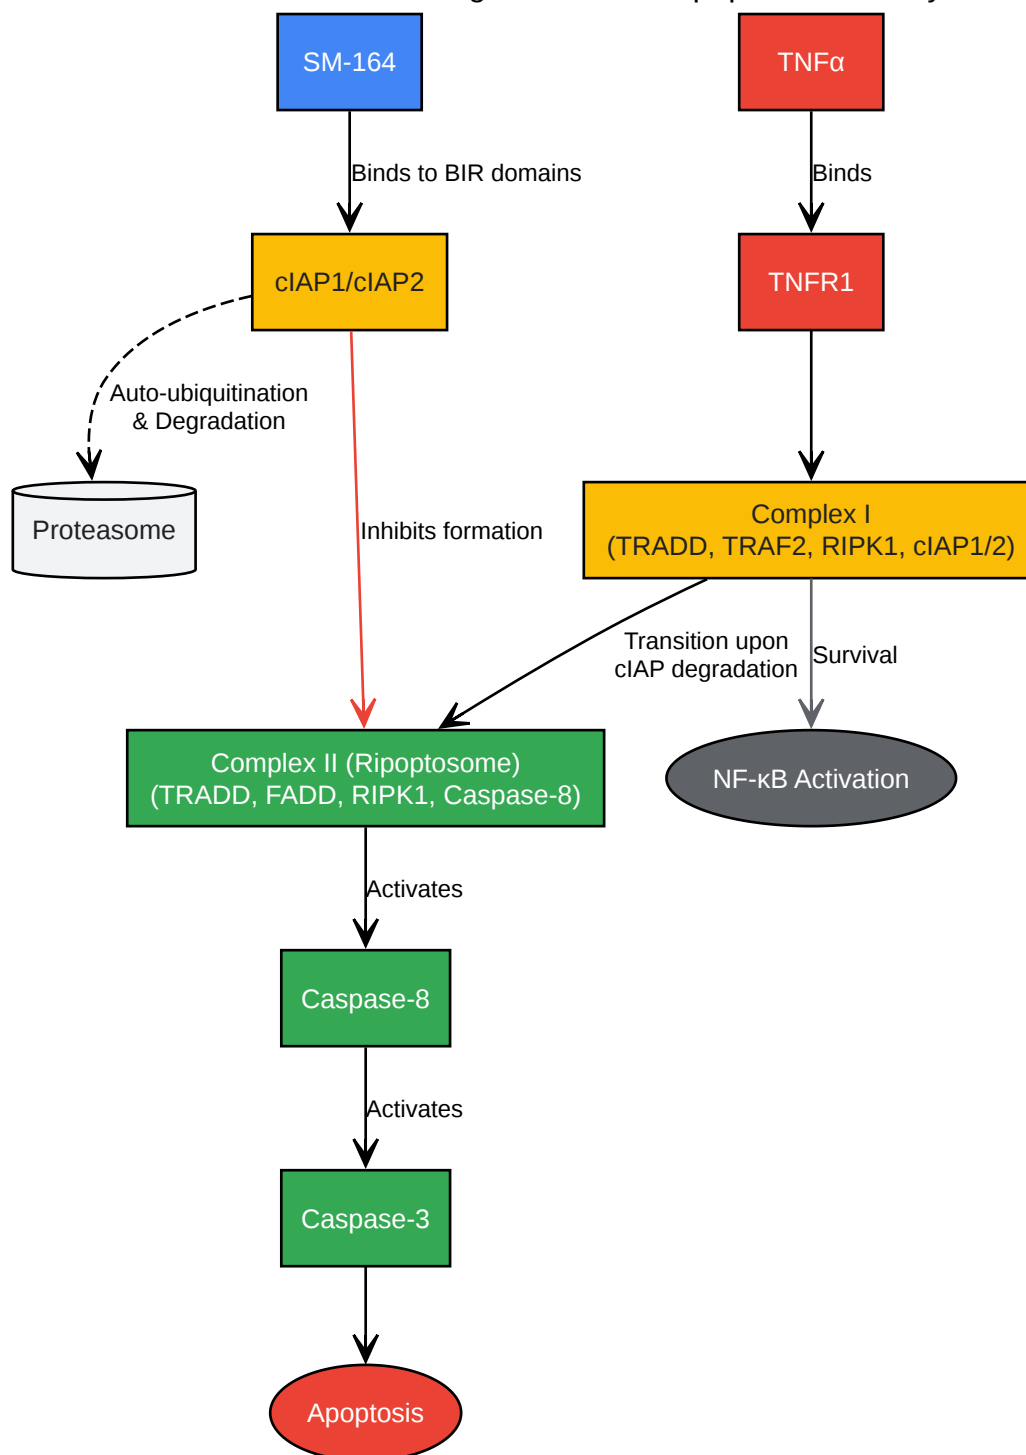 SM-164
TNFα
Binds to BIR domains
Binds
cIAP1/cIAP2
TNFR1
Auto-ubiquitination
& Degradation
Proteasome
Inhibits formation
Complex I
(TRADD, TRAF2, RIPK1, cIAP1/2)
Transition upon
cIAP degradation
Survival
Complex II (Ripoptosome)
(TRADD, FADD, RIPK1, Caspase-8)
NF-κB Activation
Activates
Caspase-8
Activates
Caspase-3
Apoptosis